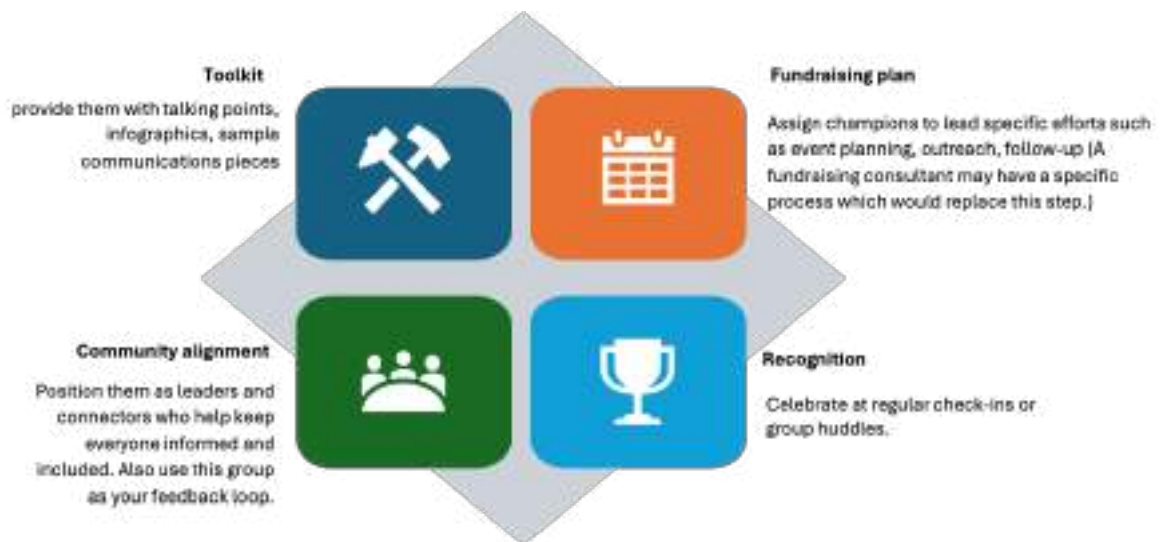 Toolkit
provide them with talking points,
infographics, sample
communications pieces
Fundraising plan
Assign champions to lead specific efforts such
as event planning, outreach, follow-up (A
fundraising consultant may have a specific
process which would replace this step.)
Community alignment
Position them as leaders and
connectors who help keep
everyone informed and
included. Also use this group
as your feedback loop.
Recognition
Celebrate at regular check-ins or
group huddles.